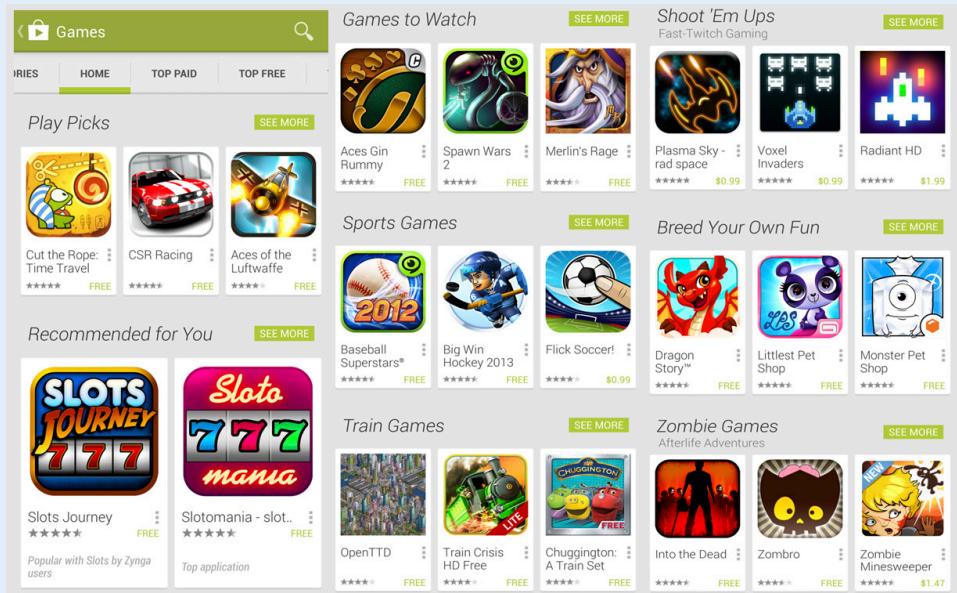 Games
RIES
HOME
TOP PAID
TOP FREE
Play Picks
SEE MORE
Cut the Rope:
Time Travel
FREE
CSR Racing
FREE
Aces of the
Luftwaffe
FREE
Recommended for You
SEE MORE
SLOTS
JOURNEY
777
Slots Journey
FREE
Popular with Slots by Zynga
users
Sloto
777
mania
Slotomania - slot..
FREE
Top application
Games to Watch
SEE MORE
C
Aces Gin
Rummy
FREE
Spawn Wars
2
FREE
Merlin's Rage
FREE
Sports Games
SEE MORE
2012
Baseball
Superstars®
FREE
Big Win
Hockey 2013
FREE
Flick Soccer!
$0.99
Train Games
SEE MORE
OpenTTD
FREE
LITE
Train Crisis
HD Free
FREE
CHUGGINGTON
FREE
Chuggington:
A Train Set
FREE
Shoot 'Em Ups
Fast-Twitch Gaming
SEE MORE
Plasma Sky -
rad space
$0.99
Voxel
Invaders
$0.99
Radiant HD
$1.99
Breed Your Own Fun
SEE MORE
Dragon
Story™
FREE
LPS
Littlest Pet
Shop
FREE
Monster Pet
Shop
FREE
Zombie Games
Afterlife Adventures
SEE MORE
Into the Dead
FREE
Zombro
FREE
NEW
Zombie
Minesweeper
$1.47